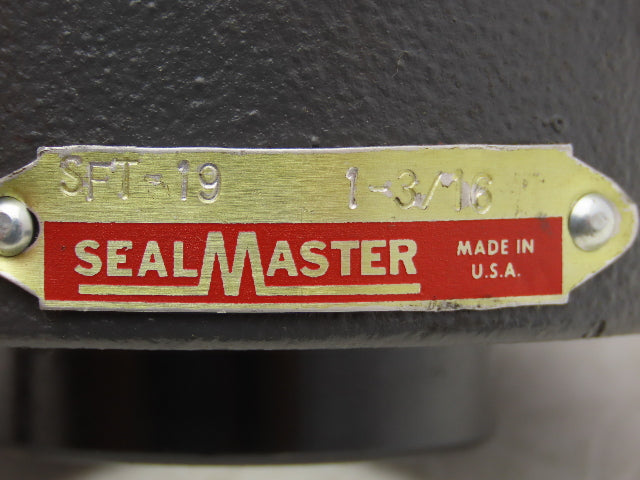 SFT-19 1-3/16
SEALMASTER MADE IN
U.S.A.